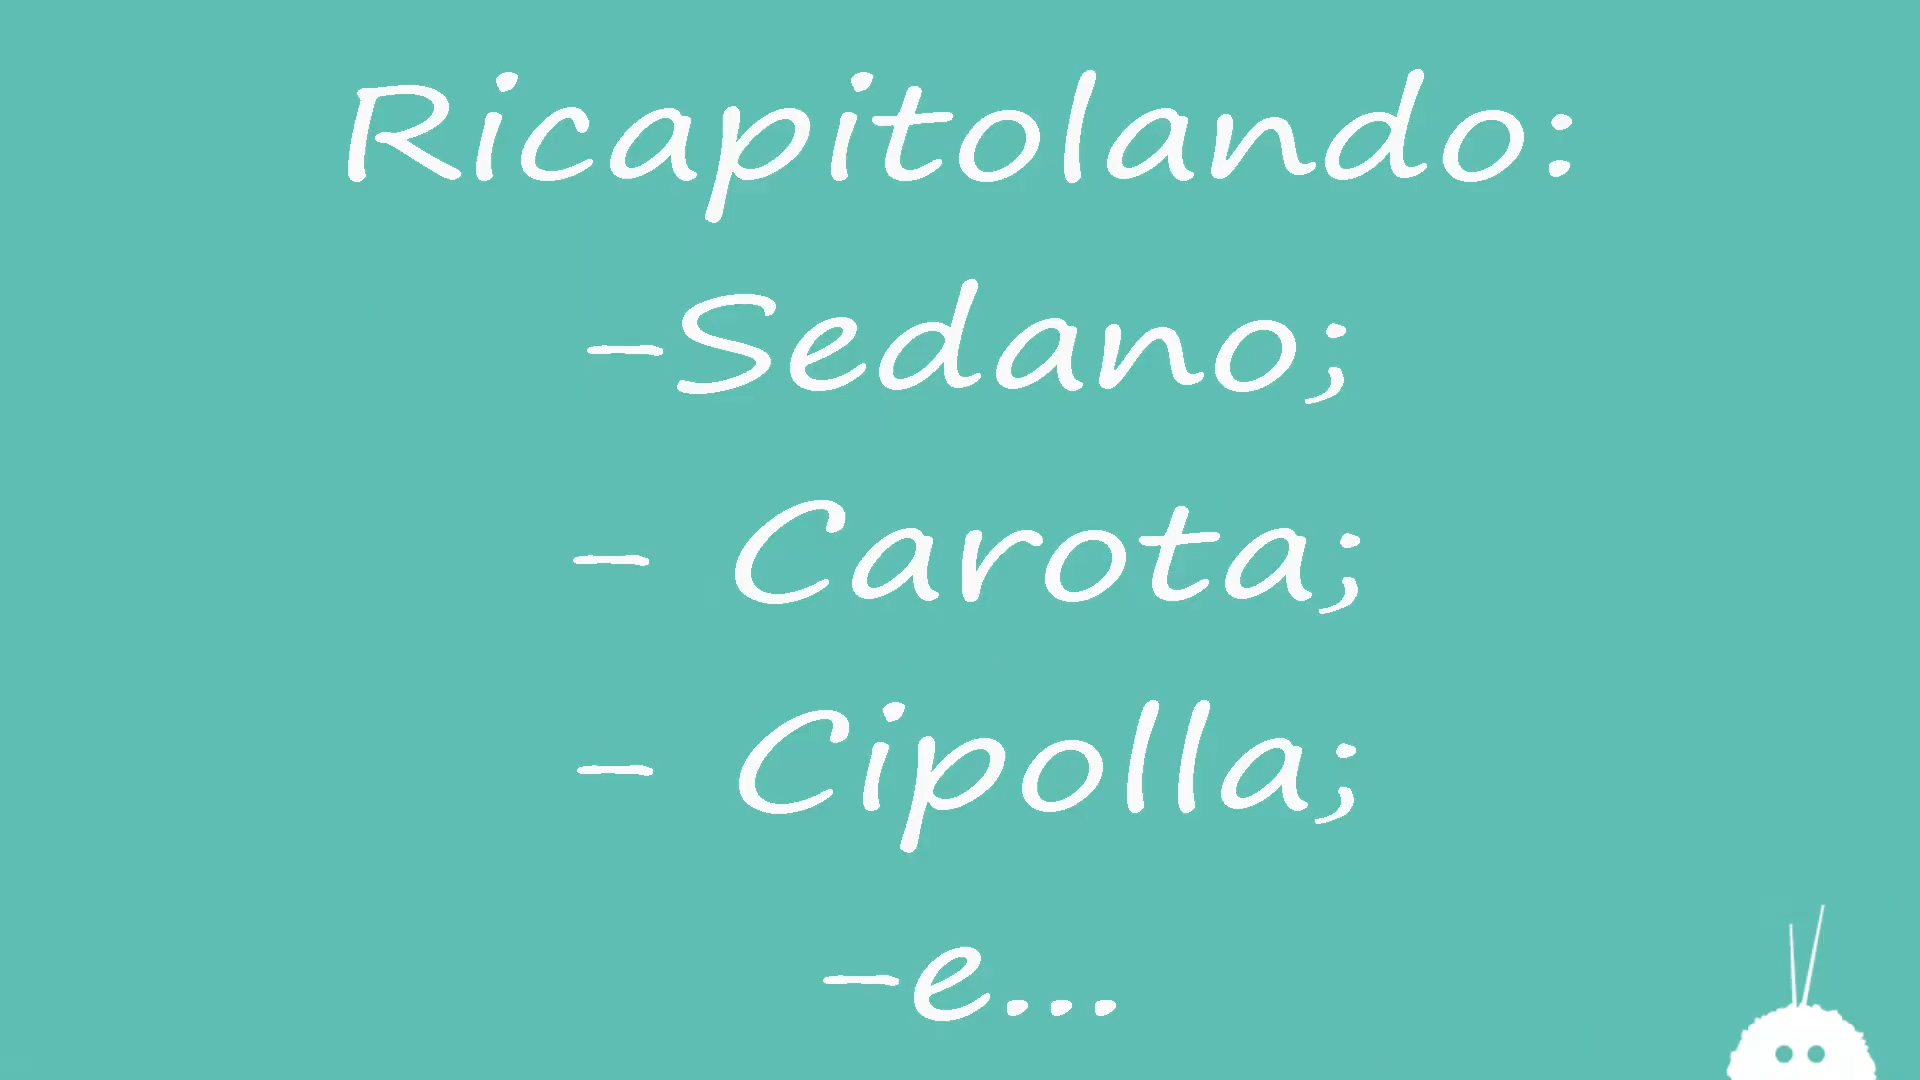 Ricapitolando:
-Sedano;
- Carota;
- Cipolla;
-e...